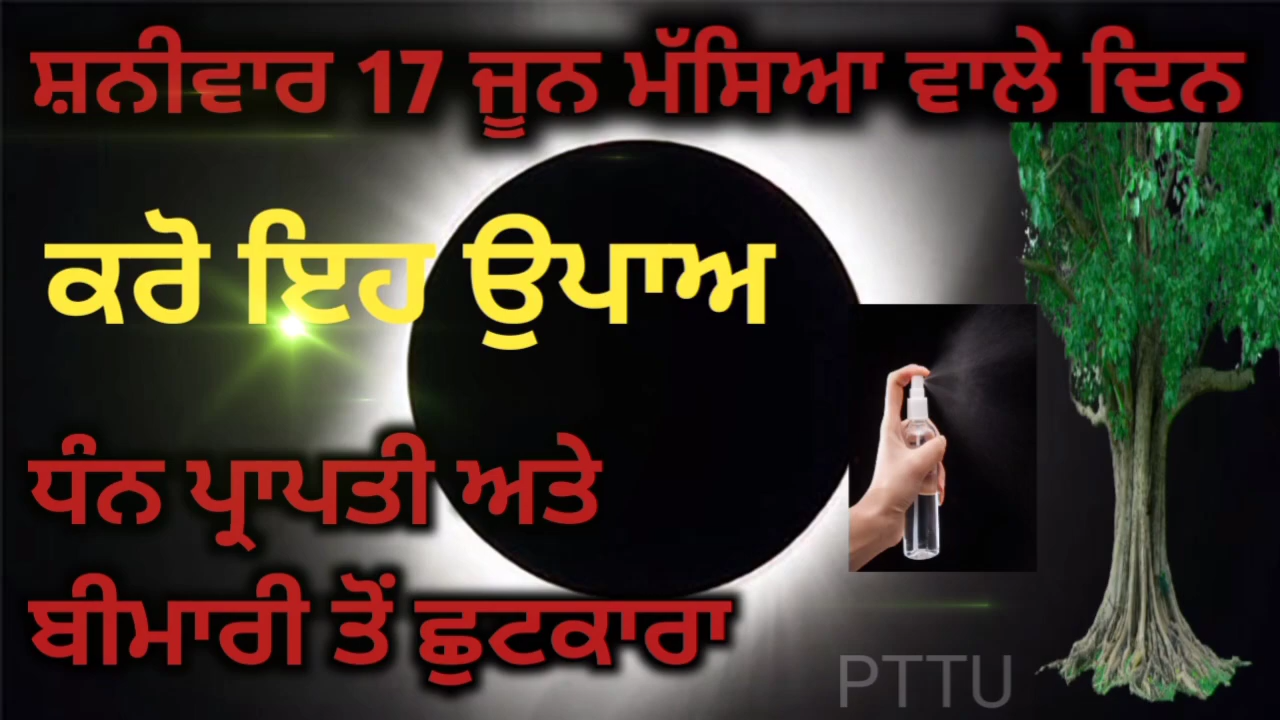 ਸ਼ਨੀਵਾਰ 17 ਜੂਨ ਮੱਸਿਆ ਵਾਲੇ ਦਿਨ
ਕਰੋ ਇਹ ਉਪਾਅ
ਧੰਨ ਪ੍ਰਾਪਤੀ ਅਤੇ
ਬੀਮਾਰੀ ਤੋਂ ਛੁਟਕਾਰਾ
PTTU